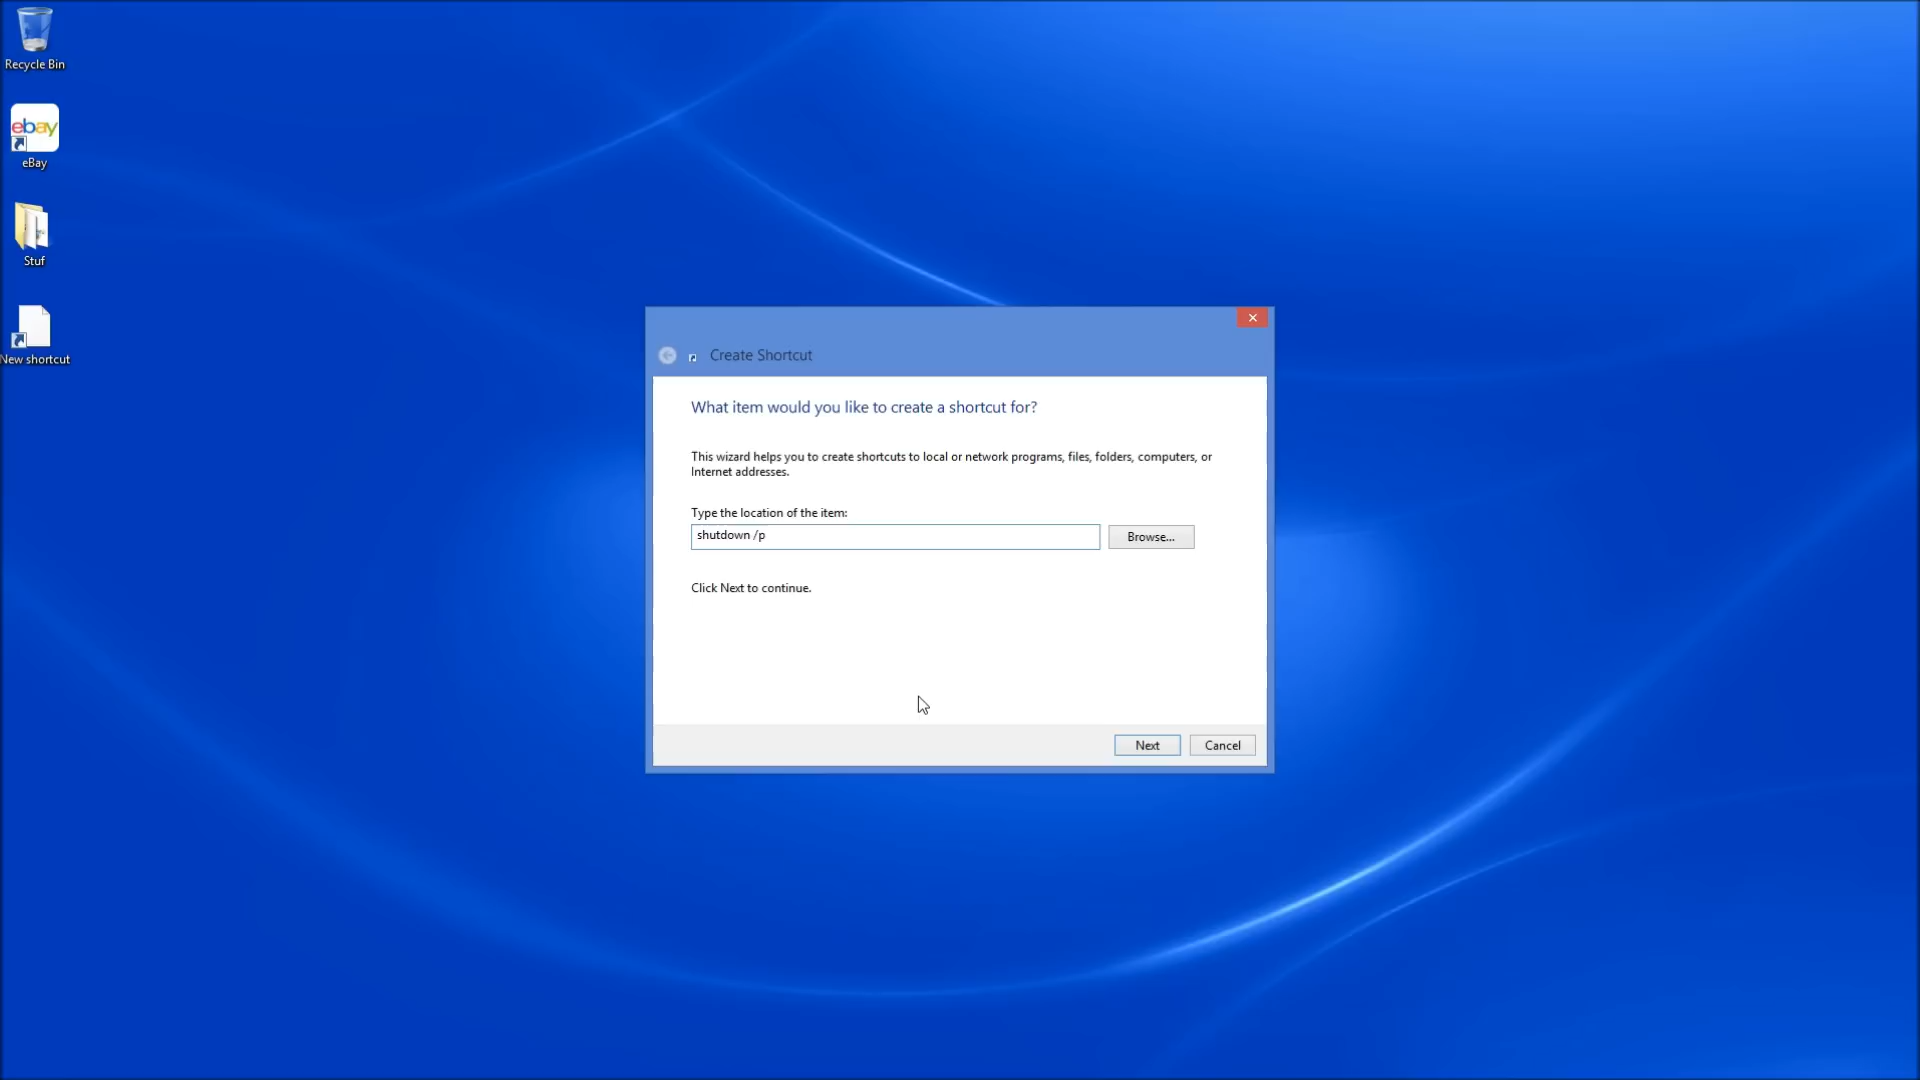 Recycle Bin
ebay
eBay
Stuf
New shortcut
Create Shortcut
What item would you like to create a shortcut for?
This wizard helps you to create shortcuts to local or network programs, files, folders, computers, or
Internet addresses.
Type the location of the item:
shutdown /p
Browse...
Click Next to continue.
Next
Cancel